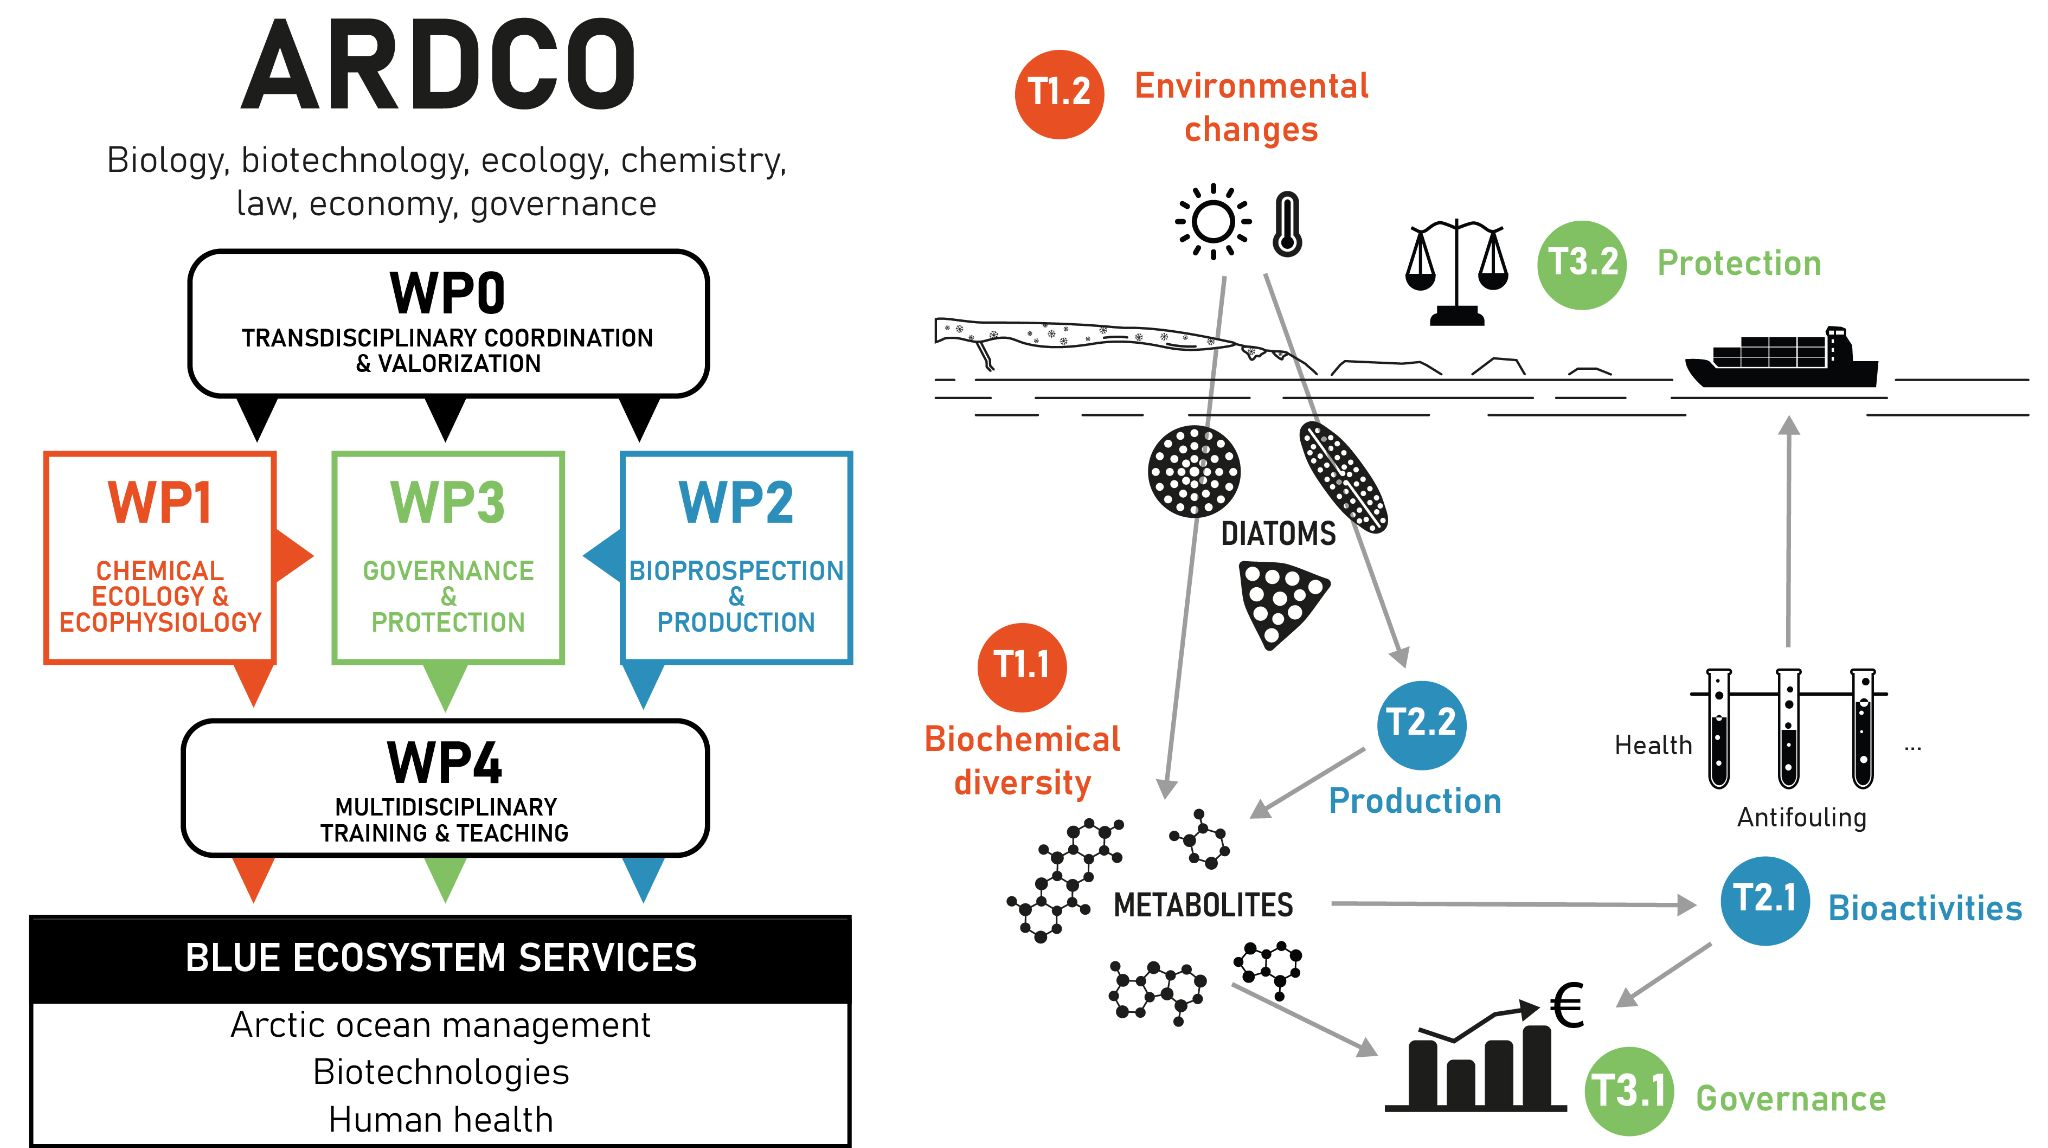 ARDCO
Biology, biotechnology, ecology, chemistry,
law, economy, governance
WP0
TRANSDISCIPLINARY COORDINATION
& VALORIZATION
WP1
CHEMICAL
ECOLOGY &
ECOPHYSIOLOGY
WP3
GOVERNANCE
&
PROTECTION
WP2
BIOPROSPECTION
&
PRODUCTION
WP4
MULTIDISCIPLINARY
TRAINING & TEACHING
BLUE ECOSYSTEM SERVICES
Arctic ocean management
Biotechnologies
Human health
T1.2
Environmental
changes
T3.2
Protection
DIATOMS
T1.1
Biochemical
diversity
T2.2
Production
Health
...
Antifouling
METABOLITES
T2.1
Bioactivities
€
T3.1
Governance